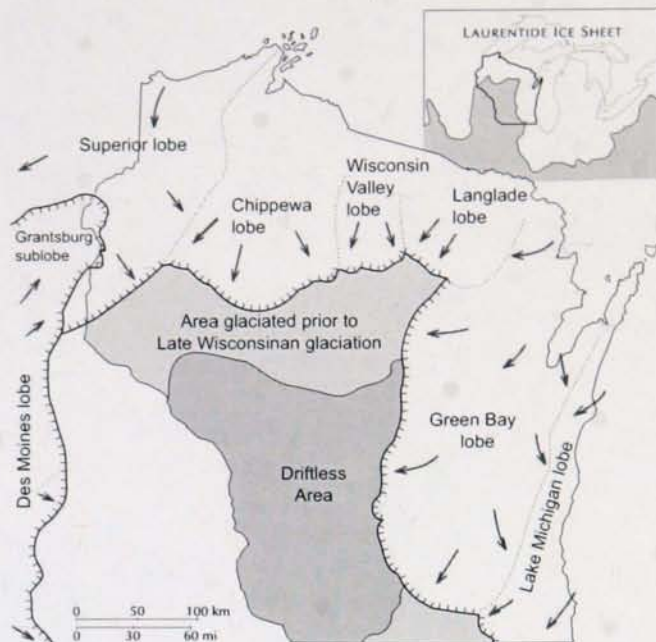 LAURENTIDE ICE SHEET
Superior lobe
Wisconsin
Valley
lobe
Langlade
lobe
Chippewa
lobe
Grantsburg
sublobe
Area glaciated prior to
Late Wisconsinan glaciation
Des Moines lobe
Green Bay
lobe
Driftless
Area
Lake Michigan lobe
0 50 100 km
0 30 60 mi